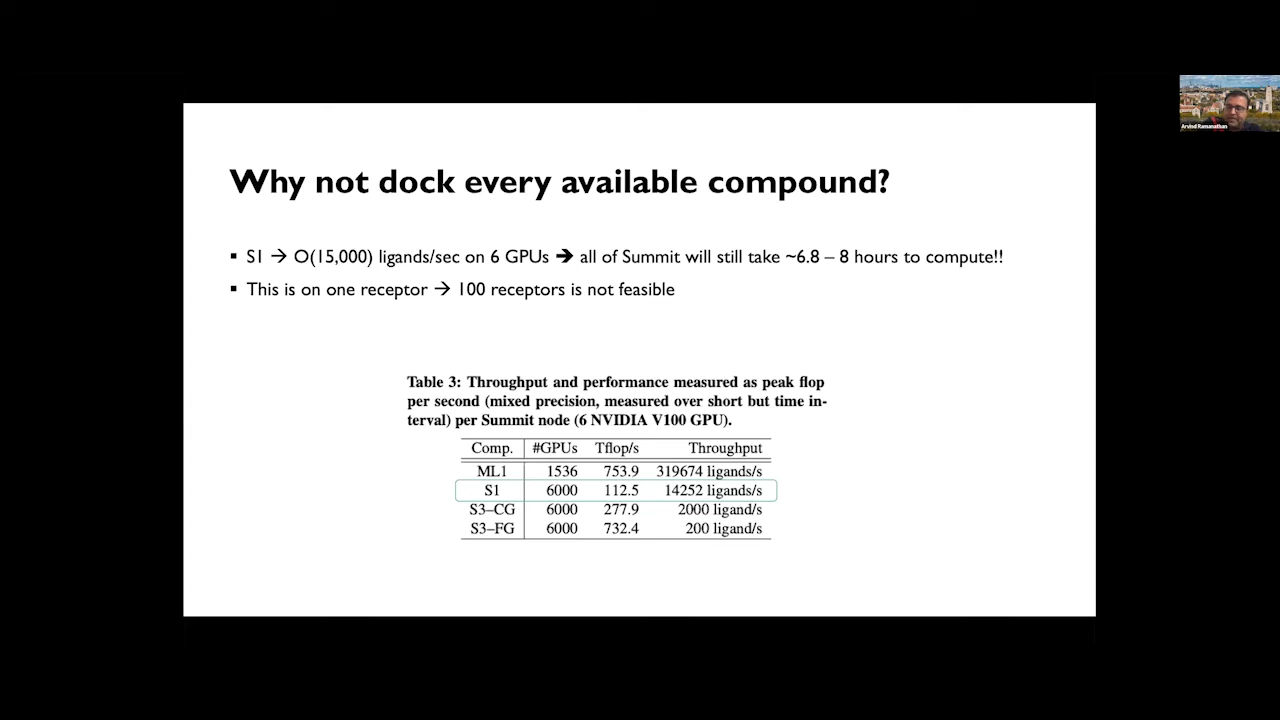 Arvind Ramanathan
Why not dock every available compound?
▪ S1 → O(15,000) ligands/sec on 6 GPUs ➔ all of Summit will still take ~6.8 – 8 hours to compute!!
▪ This is on one receptor → 100 receptors is not feasible
Table 3: Throughput and performance measured as peak flop
per second (mixed precision, measured over short but time in-
terval) per Summit node (6 NVIDIA V100 GPU).
Comp. #GPUs Tflop/s Throughput
ML1 1536 753.9 319674 ligands/s
S1 6000 112.5 14252 ligands/s
S3–CG 6000 277.9 2000 ligand/s
S3–FG 6000 732.4 200 ligand/s